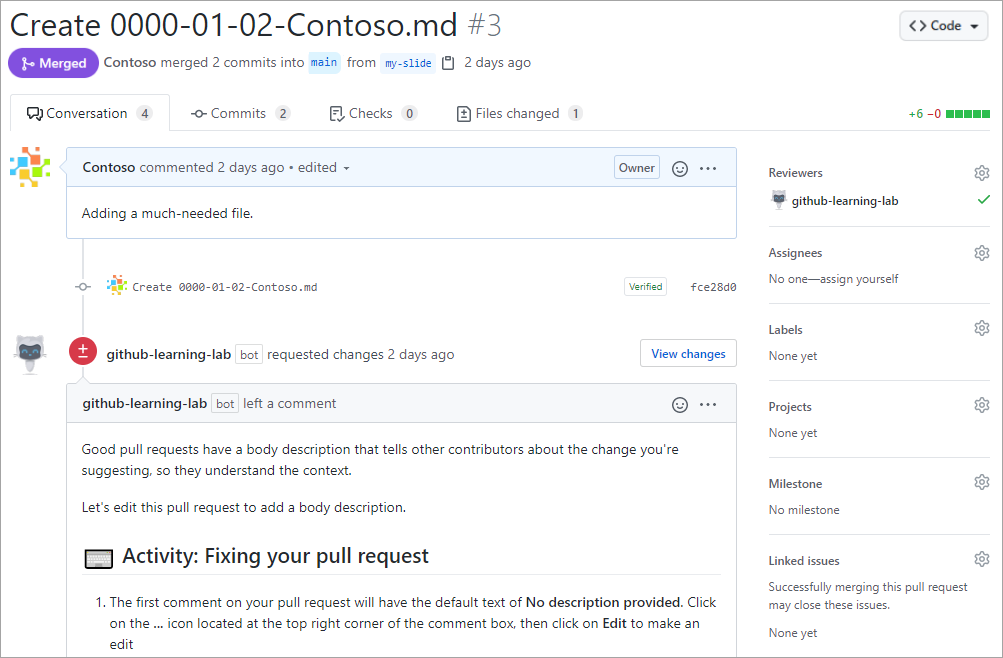 Create 0000-01-02-Contoso.md #3
<> Code
Merged
Contoso merged 2 commits into main from my-slide 2 days ago
Conversation 4
Commits 2
Checks 0
Files changed 1
+6 −0
Contoso commented 2 days ago • edited
Owner
Adding a much-needed file.
Create 0000-01-02-Contoso.md
Verified
fce28d0
github-learning-lab bot requested changes 2 days ago
View changes
github-learning-lab bot left a comment
Good pull requests have a body description that tells other contributors about the change you're
suggesting, so they understand the context.
Let's edit this pull request to add a body description.
Activity: Fixing your pull request
1. The first comment on your pull request will have the default text of No description provided. Click
on the ... icon located at the top right corner of the comment box, then click on Edit to make an
edit
Reviewers
github-learning-lab
Assignees
No one—assign yourself
Labels
None yet
Projects
None yet
Milestone
No milestone
Linked issues
Successfully merging this pull request
may close these issues.
None yet